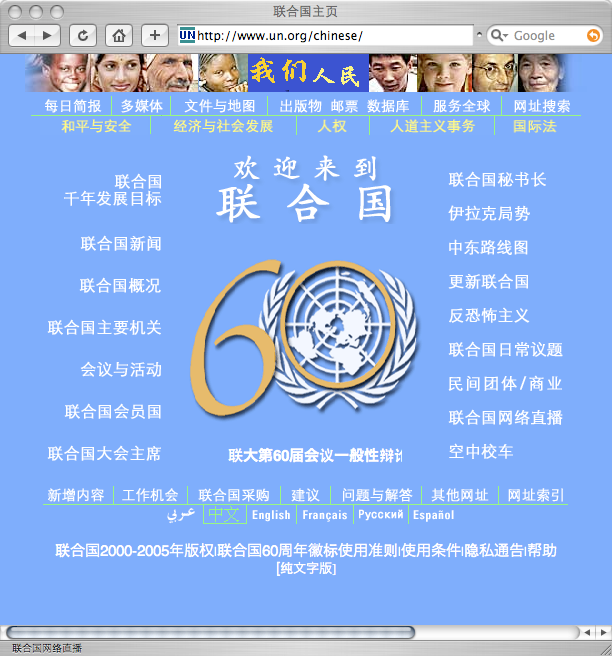 联合国主页
UN http://www.un.org/chinese/
Google
我们人民
每日简报 多媒体 文件与地图 出版物 邮票 数据库 服务全球 网址搜索
和平与安全 经济与社会发展 人权 人道主义事务 国际法
欢迎来到
联合国
联合国
千年发展目标
联合国新闻
联合国概况
联合国主要机关
会议与活动
联合国会员国
联合国大会主席
60
联合国秘书长
伊拉克局势
中东路线图
更新联合国
反恐怖主义
联合国日常议题
民间团体/商业
联合国网络直播
空中校车
联大第60届会议一般性辩论
新增内容 工作机会 联合国采购 建议 问题与解答 其他网址 网址索引
عربي 中文 English Français Русский Español
联合国2000-2005年版权|联合国60周年徽标使用准则|使用条件|隐私通告|帮助
[纯文字版]
联合国网络直播